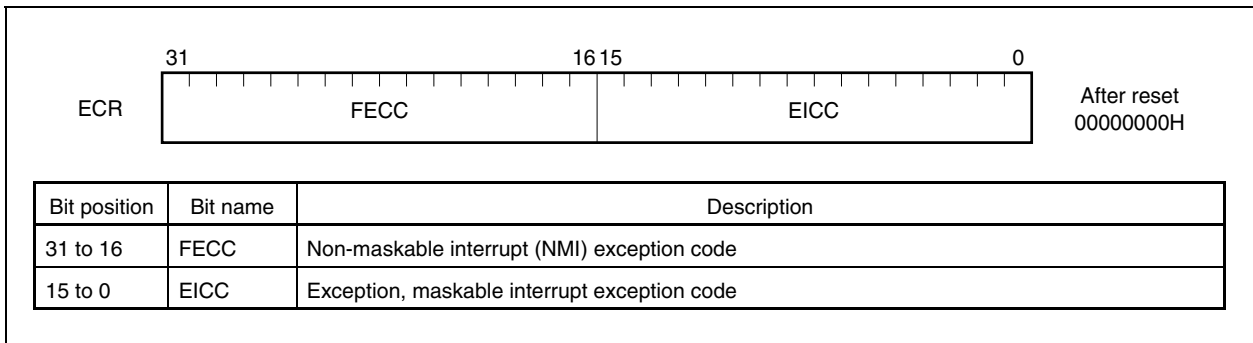 31 16 15 0
ECR FECC EICC After reset
00000000H
Bit position Bit name Description
31 to 16 FECC Non-maskable interrupt (NMI) exception code
15 to 0 EICC Exception, maskable interrupt exception code